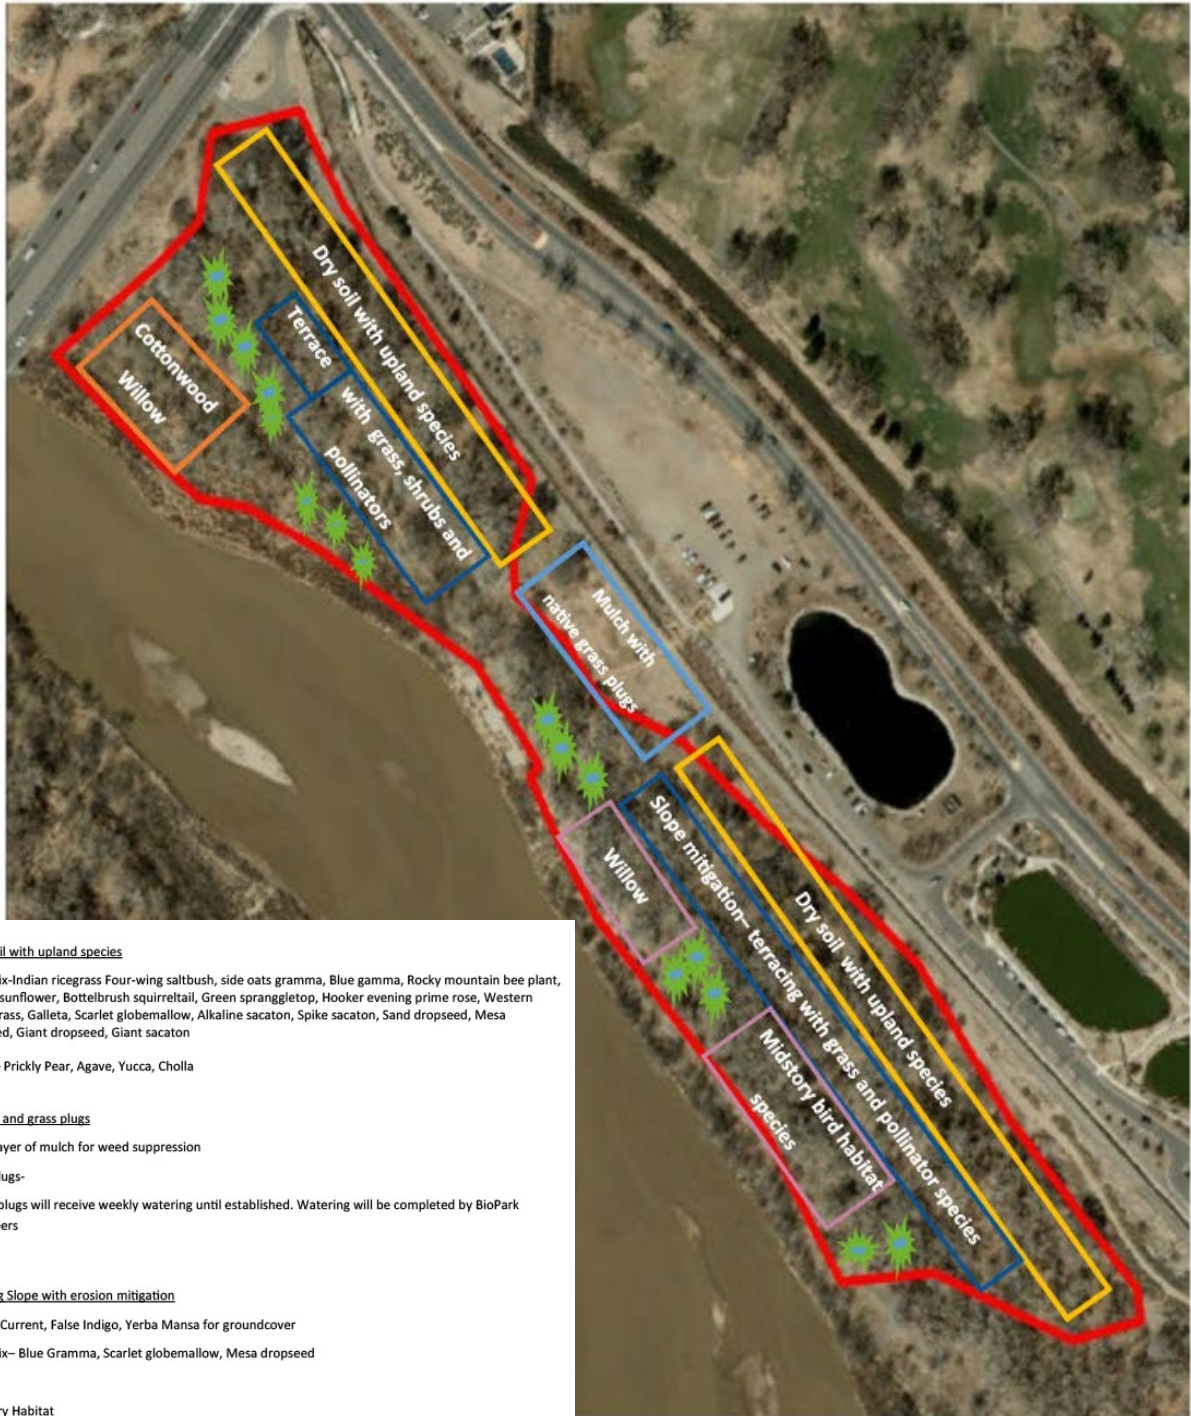 Dry soil with upland species
Terrace
with grass, shrubs and
pollinators
Cottonwood
Willow
Mulch with
native grass plugs
Slope mitigation– terracing with grass and pollinator species
Dry soil with upland species
Willow
Midstory bird habitat
species
il with upland species
ix-Indian ricegrass Four-wing saltbush, side oats gramma, Blue gamma, Rocky mountain bee plant,
sunflower, Bottelbrush squirreltail, Green spranggletop, Hooker evening prime rose, Western
rass, Galleta, Scarlet globemallow, Alkaline sacaton, Spike sacaton, Sand dropseed, Mesa
ed, Giant dropseed, Giant sacaton
- Prickly Pear, Agave, Yucca, Cholla
and grass plugs
ayer of mulch for weed suppression
lugs-
plugs will receive weekly watering until established. Watering will be completed by BioPark
eers
g Slope with erosion mitigation
Current, False Indigo, Yerba Mansa for groundcover
ix– Blue Gramma, Scarlet globemallow, Mesa dropseed
ry Habitat